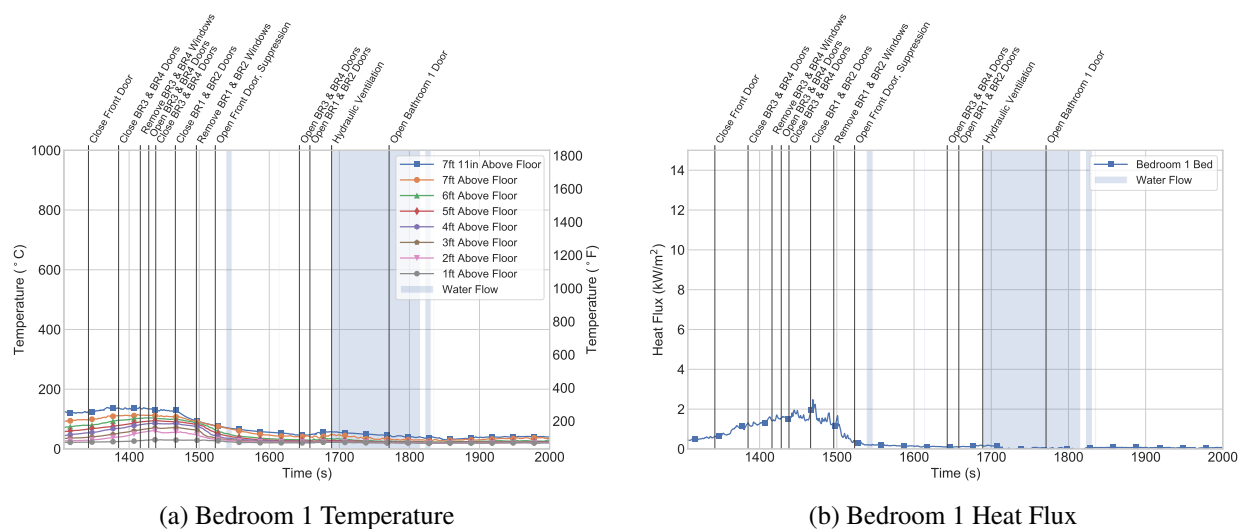 Close Front Door
Close BR3 & BR4 Doors
Remove BR3 & BR4 Windows
Open BR3 & BR4 Doors
Close BR3 & BR4 Doors
Close BR1 & BR2 Doors
Remove BR1 & BR2 Windows
Open Front Door, Suppression
Open BR3 & BR4 Doors
Open BR1 & BR2 Doors
Hydraulic Ventilation
Open Bathroom 1 Door
1000
800
600
400
200
0
Temperature (°C)
1400 1500 1600 1700 1800 1900 2000
Time (s)
1800
1600
1400
1200
1000
800
600
400
200
Temperature (°F)
7ft 11in Above Floor
7ft Above Floor
6ft Above Floor
5ft Above Floor
4ft Above Floor
3ft Above Floor
2ft Above Floor
1ft Above Floor
Water Flow
(a) Bedroom 1 Temperature
Close Front Door
Close BR3 & BR4 Doors
Remove BR3 & BR4 Windows
Open BR3 & BR4 Doors
Close BR3 & BR4 Doors
Close BR1 & BR2 Doors
Remove BR1 & BR2 Windows
Open Front Door, Suppression
Open BR3 & BR4 Doors
Open BR1 & BR2 Doors
Hydraulic Ventilation
Open Bathroom 1 Door
14
12
10
8
6
4
2
0
Heat Flux (kW/m²)
1400 1500 1600 1700 1800 1900 2000
Time (s)
Bedroom 1 Bed
Water Flow
(b) Bedroom 1 Heat Flux